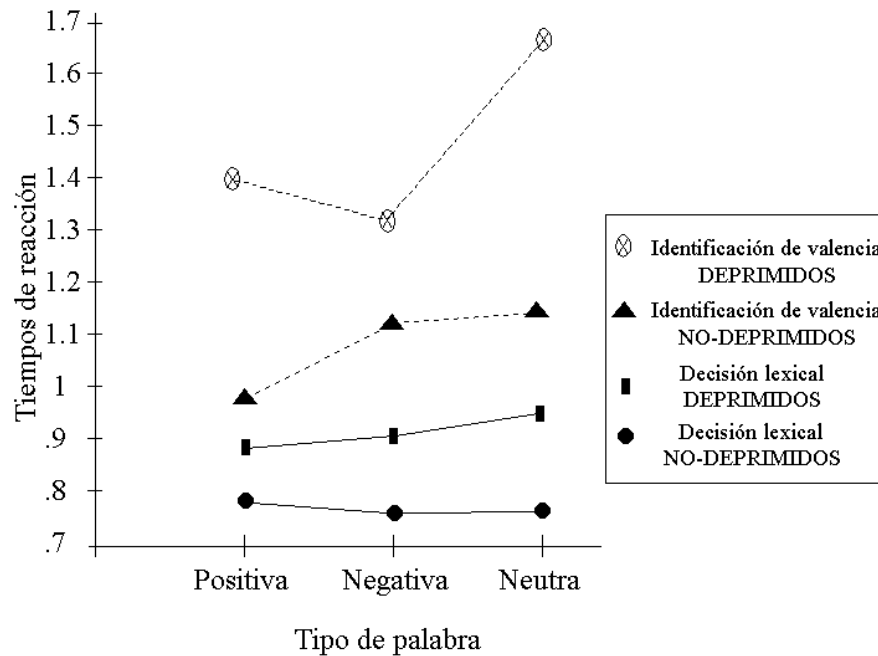 1.7
1.6
1.5
1.4
1.3
1.2
1.1
1
.9
.8
.7
Tiempos de reacción
Positiva Negativa Neutra
Tipo de palabra
Identificación de valencia
DEPRIMIDOS
Identificación de valencia
NO-DEPRIMIDOS
Decisión lexical
DEPRIMIDOS
Decisión lexical
NO-DEPRIMIDOS